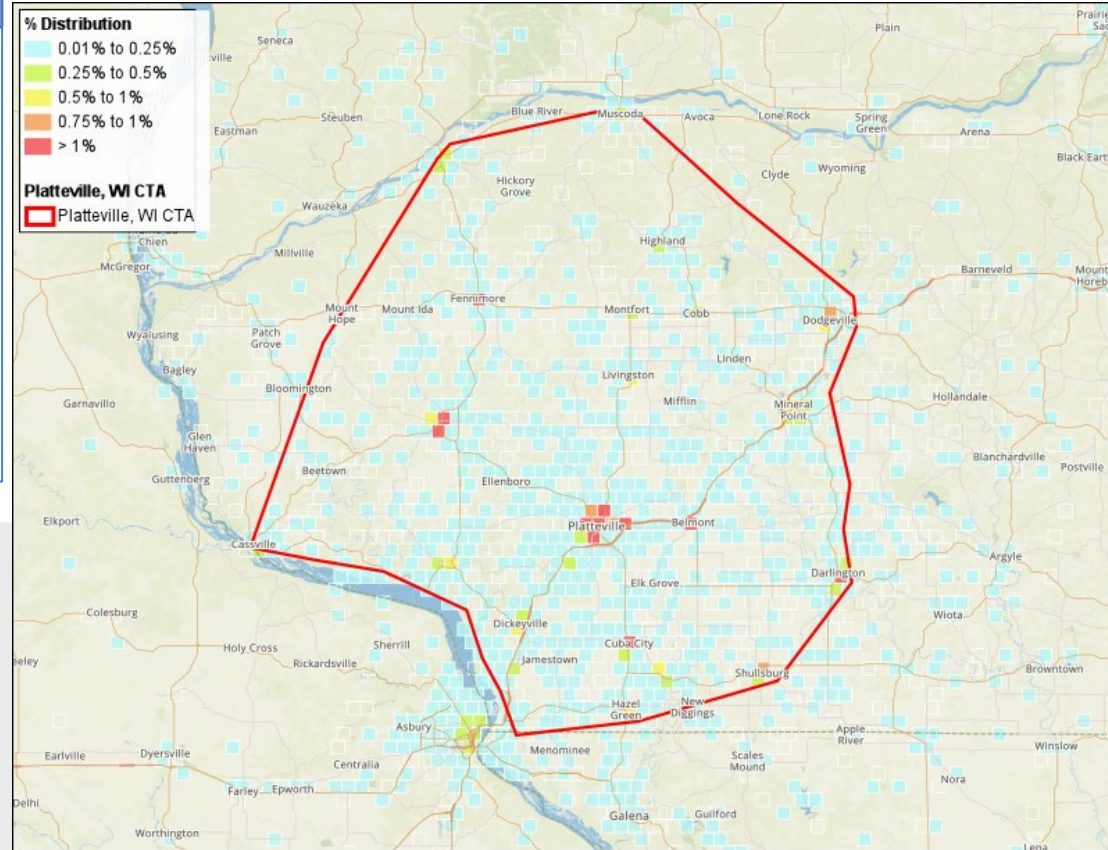 % Distribution
0.01% to 0.25%
0.25% to 0.5%
0.5% to 1%
0.75% to 1%
> 1%
Platteville, WI CTA
Platteville, WI CTA
Seneca
Plain
Prairie
Eastman
Steuben
Blue River
Muscoda
Avoca
Lone Rock
Spring
Green
Arena
Black Earth
Hickory
Grove
Clyde
Wyoming
Wauzeka
Chien
McGregor
Millville
Highland
Barneveld
Mount
Horeb
Wyalusing
Patch
Grove
Mount
Hope
Mount Ida
Fennimore
Montfort
Cobb
Dodgeville
Linden
Bagley
Bloomington
Livingston
Mifflin
Mineral
Point
Hollandale
Garnavillo
Glen
Haven
Beetown
Ellenboro
Blanchardville
Postville
Guttenberg
Elkport
Cassville
Platteville
Belmont
Argyle
Elk Grove
Darlington
Colesburg
Dickeyville
Wiota
Holy Cross
Sherrill
Rickardsville
Jamestown
Cuba City
Shullsburg
Browntown
Hazel
Green
New
Diggings
Asbury
Menominee
Apple
River
Winslow
Earlville
Dyersville
Centralia
Scales
Mound
Farley
Epworth
Galena
Guilford
Nora
Worthington
Lena